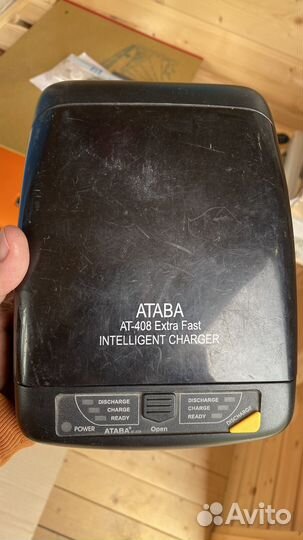 ATABA
AT-408 Extra Fast
INTELLIGENT CHARGER
DISCHARGE
CHARGE
READY
DISCHARGE
CHARGE
READY
DISCHARGE
POWER
ATABA
Open
Avito